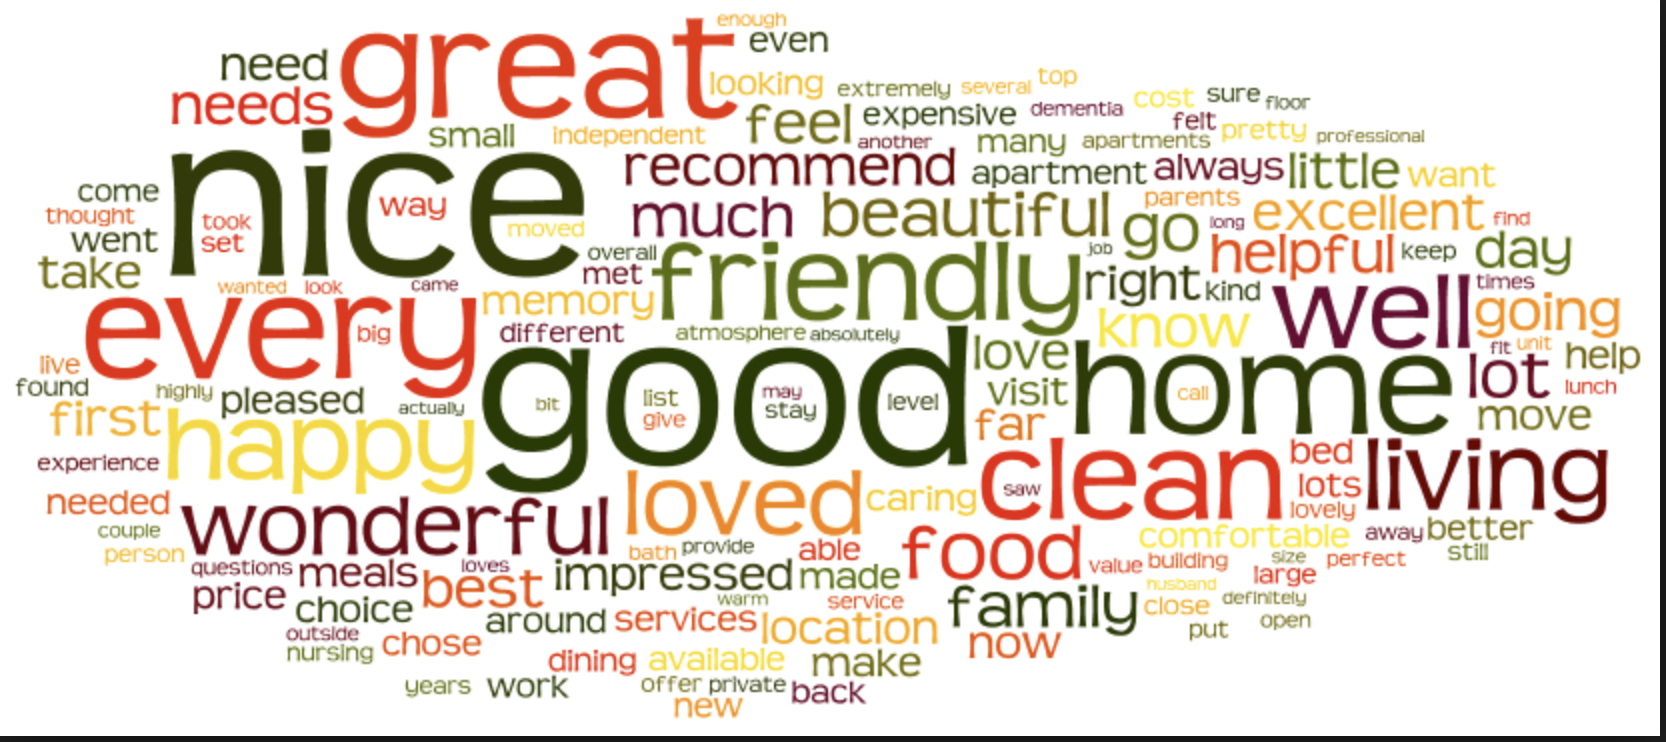 enough
great
even
need
looking
extremely
several
top
needs
cost
sure
floor
feel
expensive
dementia
felt
small
independent
another
many
apartments
pretty
professional
nice
recommend
apartment
always
little
want
come
way
much
beautiful
parents
thought
took
moved
go
long
excellent
find
went
set
overall
friendly
job
helpful
keep
day
take
met
right
kind
well
times
wanted
look
came
memory
going
every
big
different
atmosphere
absolutely
know
fit
unit
help
live
good
love
home
lot
lunch
found
highly
pleased
actually
bit
list
may
level
visit
call
first
happy
give
stay
far
move
experience
clean
bed
living
needed
wonderful
loved
caring
saw
lots
lovely
couple
comfortable
away
better
person
bath
provide
able
food
value
building
size
perfect
still
questions
meals
loves
best
impressed
made
large
price
choice
warm
service
family
husband
close
definitely
around
services
location
put
open
outside
chose
now
nursing
dining
available
make
years
work
offer
private
back
new